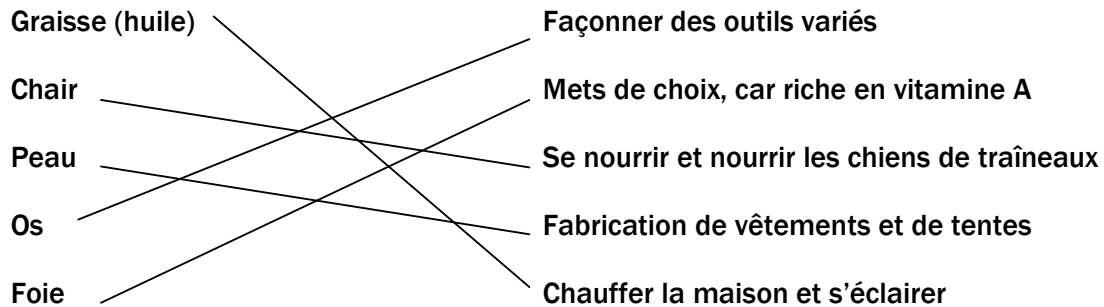 Graisse (huile) Façonner des outils variés
Chair Mets de choix, car riche en vitamine A
Peau Se nourrir et nourrir les chiens de traîneaux
Os Fabrication de vêtements et de tentes
Foie Chauffer la maison et s’éclairer